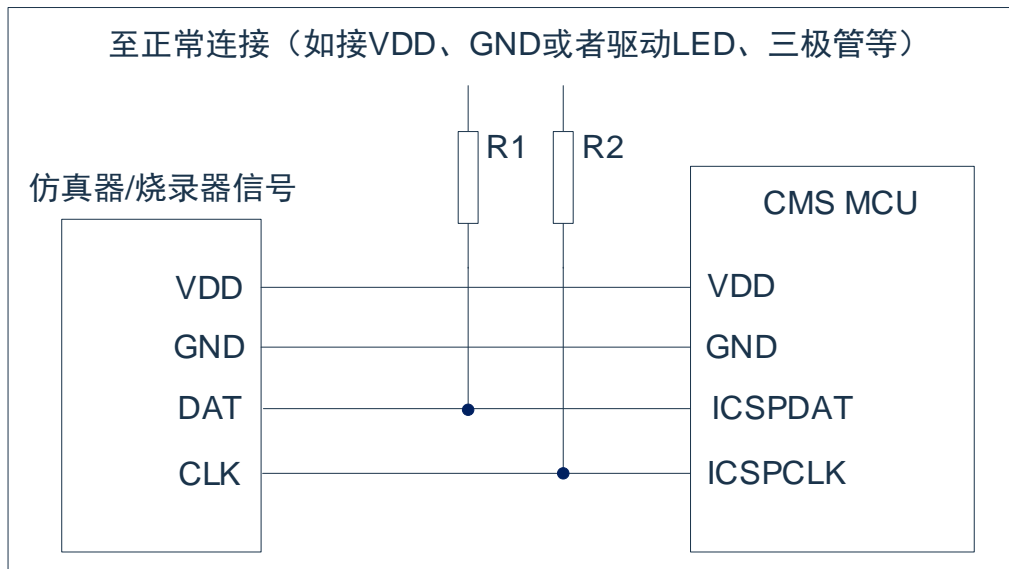 至正常连接（如接VDD、GND或者驱动LED、三极管等）
R1
R2
仿真器/烧录器信号
CMS MCU
VDD
VDD
GND
GND
DAT
ICSPDAT
CLK
ICSPCLK